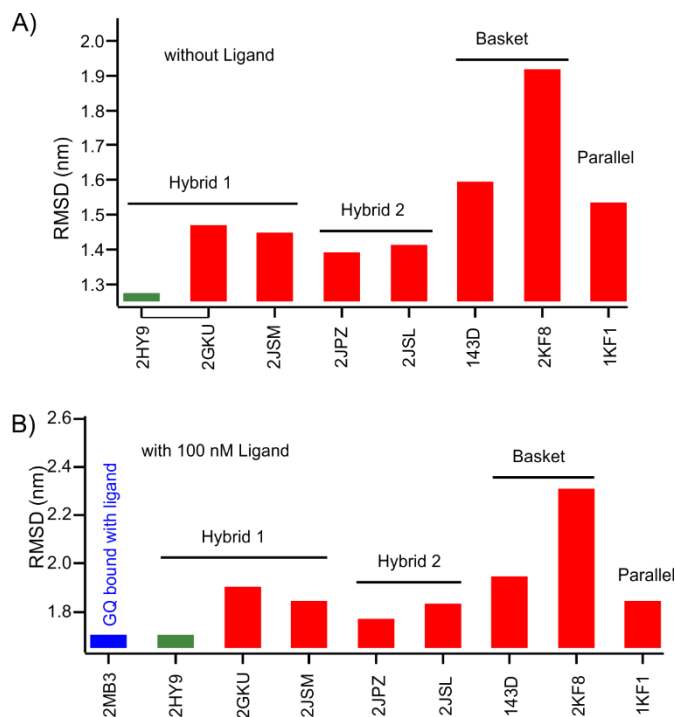 A)
without Ligand
Basket
Parallel
Hybrid 1
Hybrid 2
RMSD (nm)
2.0
1.9
1.8
1.7
1.6
1.5
1.4
1.3
2HY9
2GKU
2JSM
2JPZ
2JSL
143D
2KF8
1KF1
B)
with 100 nM Ligand
Basket
Parallel
Hybrid 1
Hybrid 2
GQ bound with ligand
RMSD (nm)
2.6
2.4
2.2
2.0
1.8
2MB3
2HY9
2GKU
2JSM
2JPZ
2JSL
143D
2KF8
1KF1